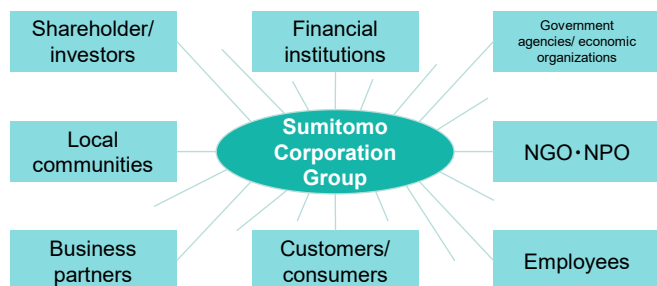 Shareholder/
investors
Financial
institutions
Government
agencies/ economic
organizations
Local
communities
Sumitomo
Corporation
Group
NGO・NPO
Business
partners
Customers/
consumers
Employees